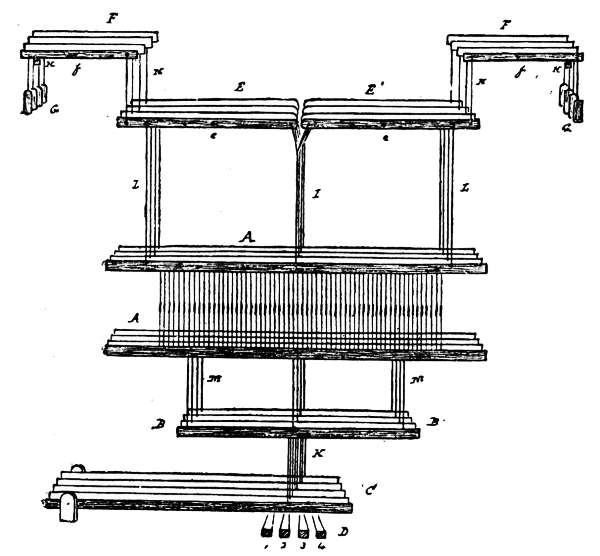 F F
H f H f H H
G G
E E'
e e
L I L
A
A
M M
B B
K
C
D
1 2 3 4